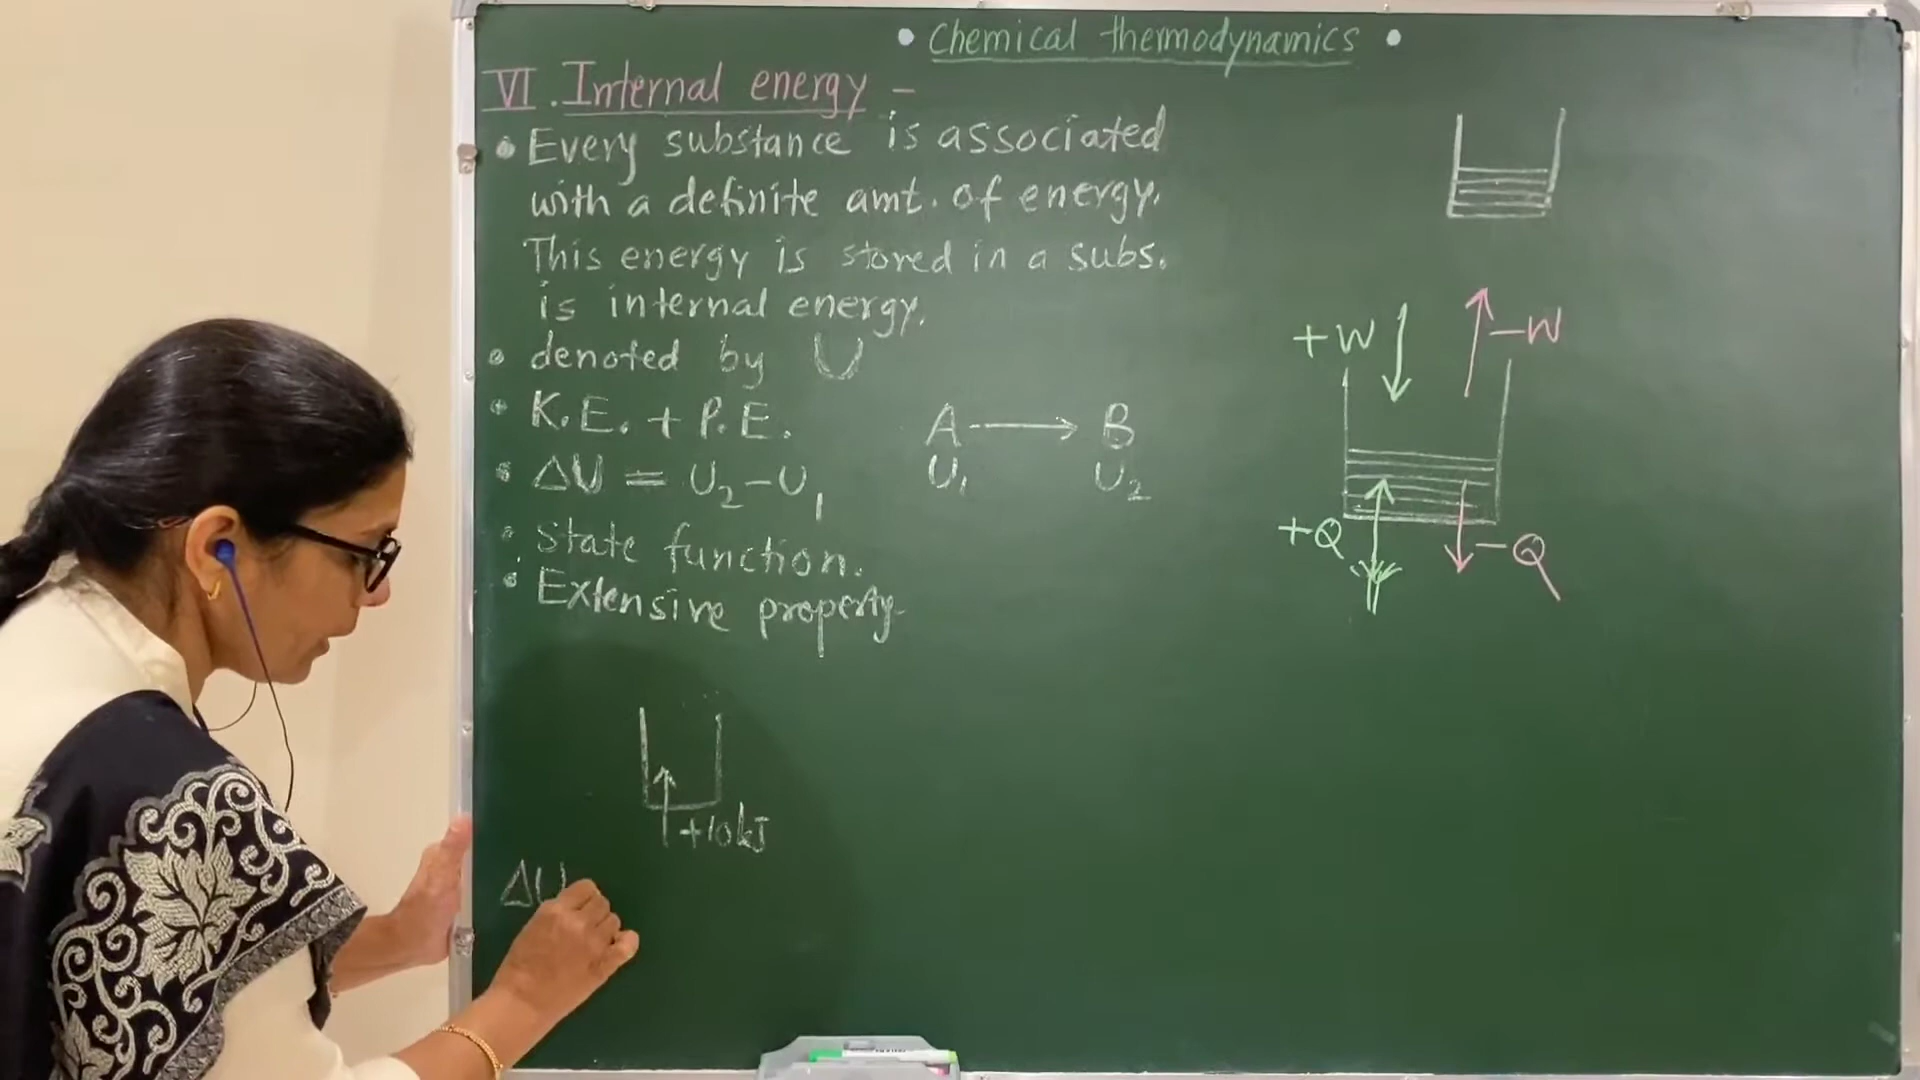 • Chemical thermodynamics •
VI. Internal energy –
• Every substance is associated
with a definite amt. of energy.
This energy is stored in a subs.
is internal energy.
• denoted by U
• K.E. + P.E.
A ⟶ B
• ΔU = U₂–U₁
U₁ U₂
• State function.
• Extensive property.
+W –W
+Q –Q
+10kJ
ΔU